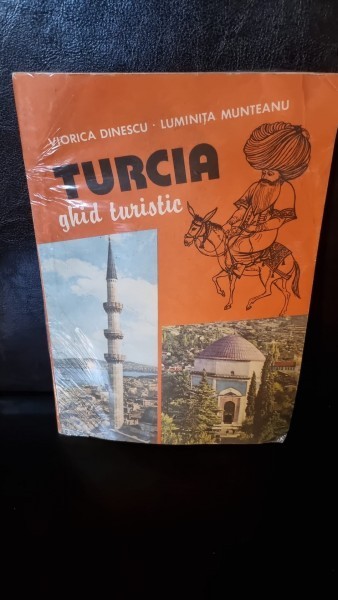 VIORICA DINESCU · LUMINIȚA MUNTEANU
TURCIA
ghid turistic